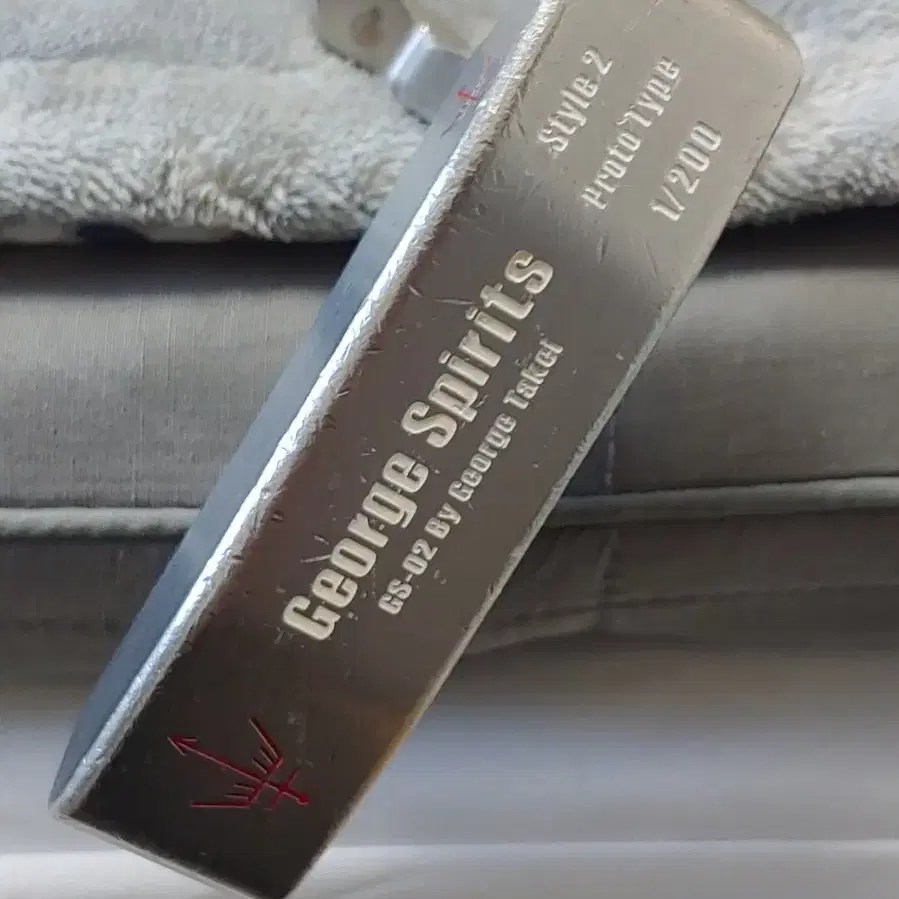 Style 2
Proto Type
1/200
George Spirits
GS-02 By George Takei